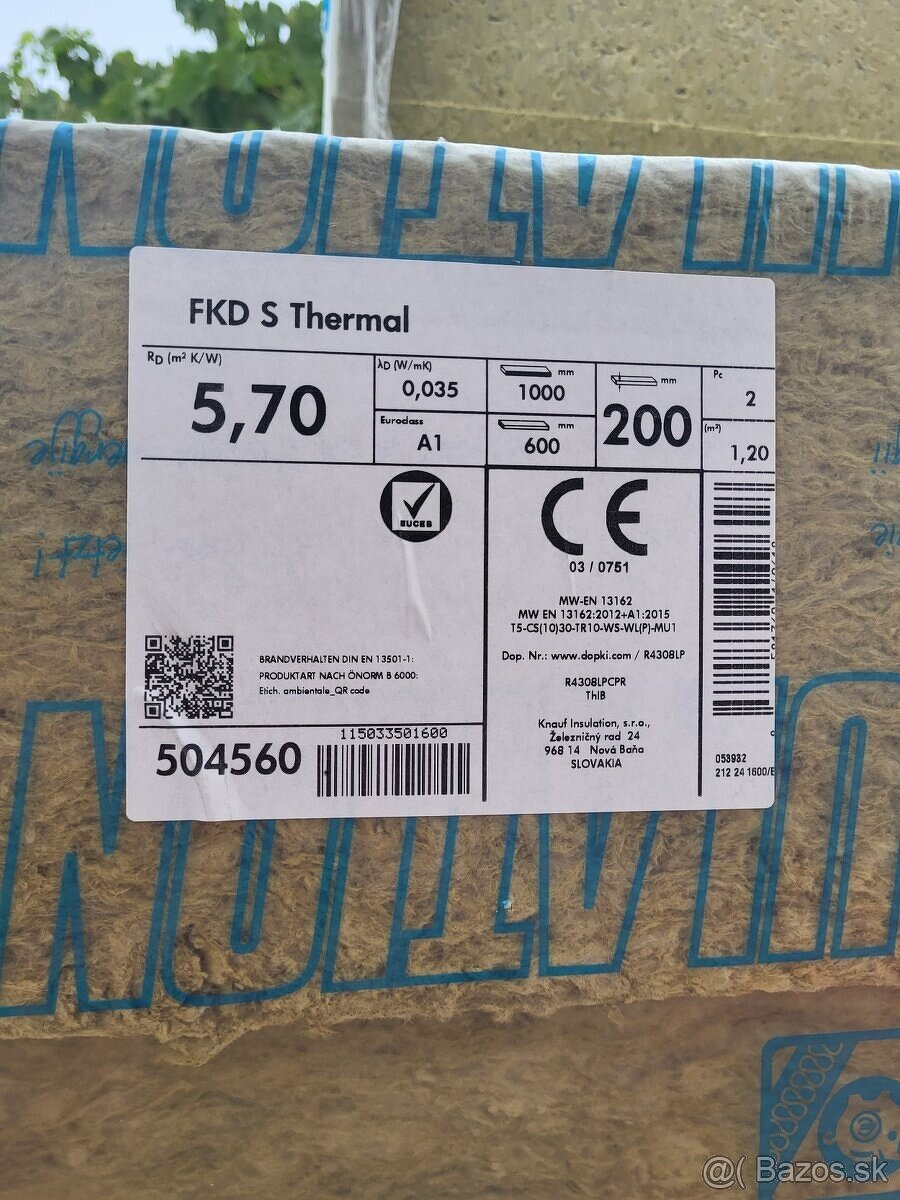 FKD S Thermal
RD (m² K/W)
5,70
λD (W/mK)
0,035
Euroclass
A1
mm
1000
mm
600
mm
200
Pc
2
(m²)
1,20
EUCEB
CE
03 / 0751
MW-EN 13162
MW EN 13162:2012+A1:2015
T5-CS(10)30-TR10-WS-WL(P)-MU1
Dop. Nr.: www.dopki.com / R4308LP
R4308LPCPR
ThIB
Knauf Insulation, s.r.o.,
Železničný rad 24
968 14 Nová Baňa
SLOVAKIA
BRANDVERHALTEN DIN EN 13501-1:
PRODUKTART NACH ÖNORM B 6000:
Etich. ambientale_QR code
504560
115033501600
053932
212 24 1600/E
@( Bazos.sk